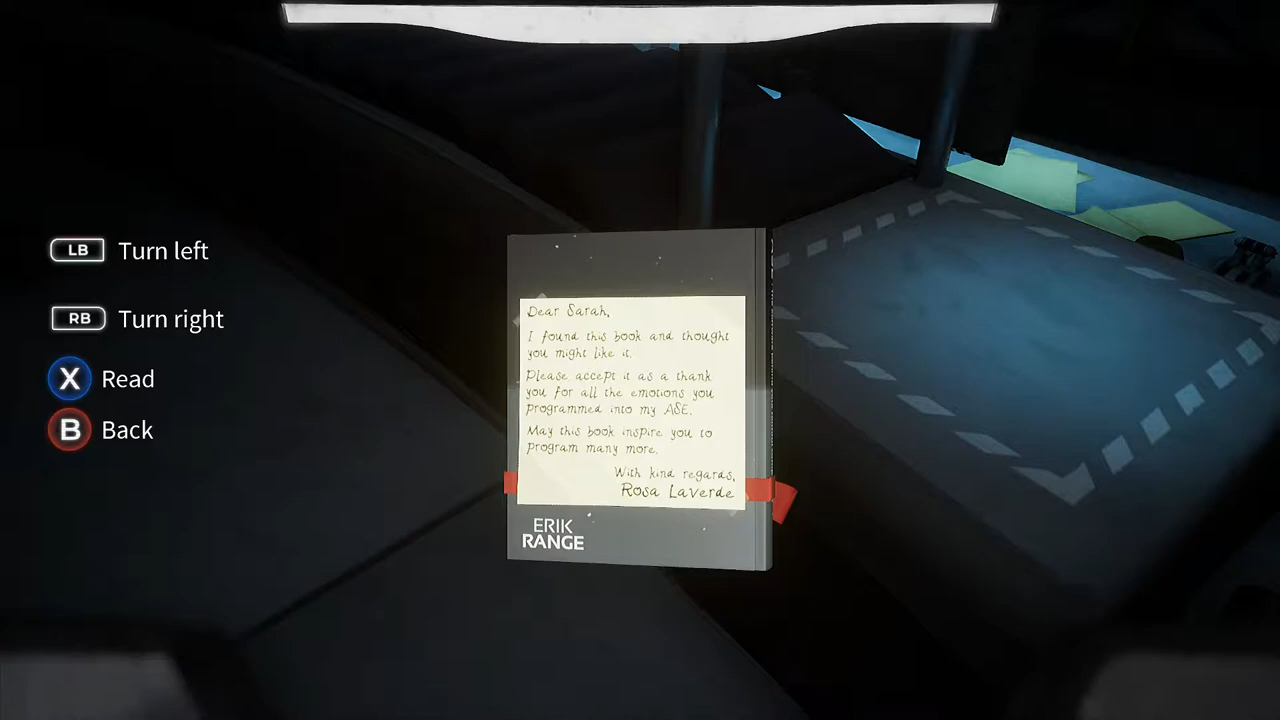 LB Turn left
RB Turn right
X Read
B Back
Dear Sarah,
I found this book and thought
you might like it.
Please accept it as a thank
you for all the emotions you
programmed into my ASE.
May this book inspire you to
program many more.
With kind regards,
Rosa LaVerde
ERIK
RANGE